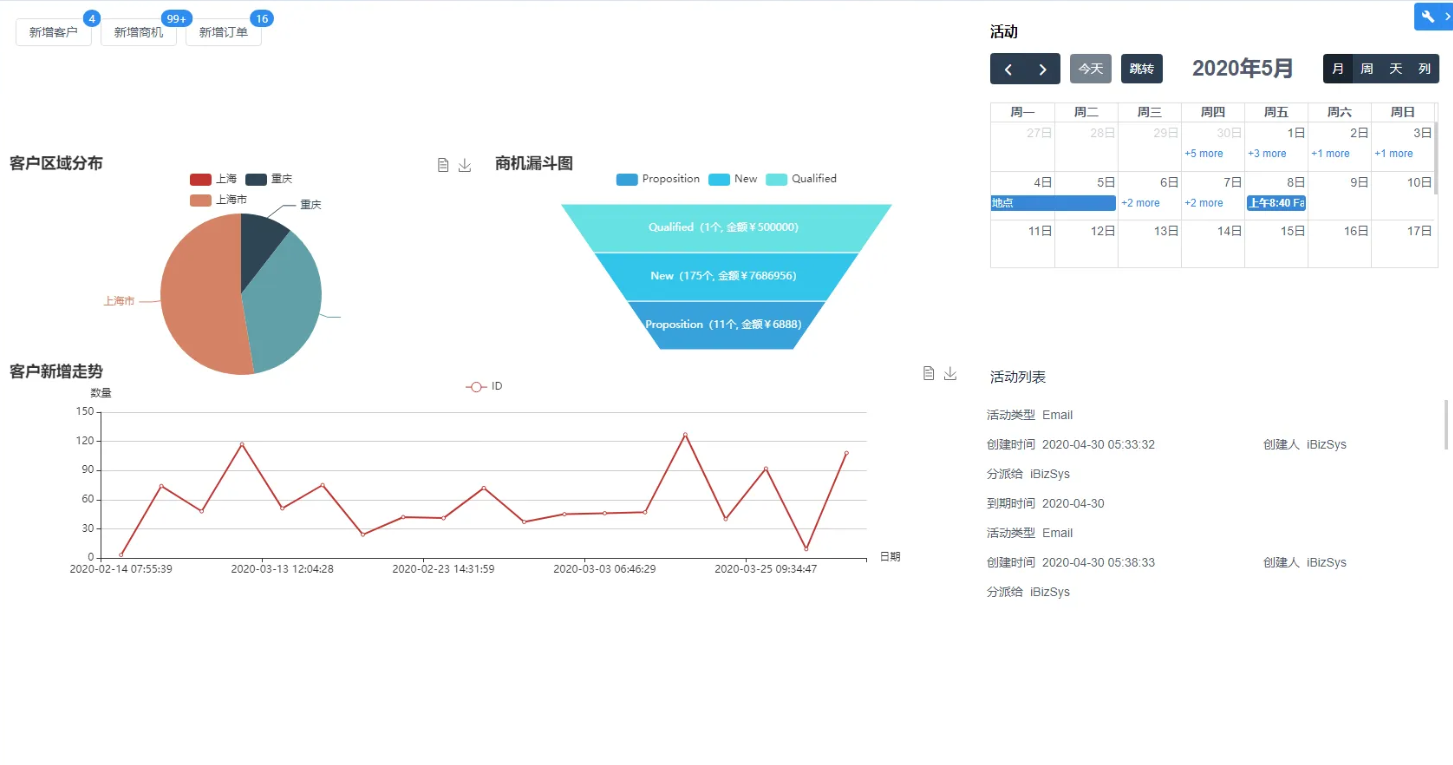 4
99+
16
新增客户
新增商机
新增订单
活动
今天
跳转
2020年5月
月 周 天 列
周一 周二 周三 周四 周五 周六 周日
27日 28日 29日 30日 1日 2日 3日
+5 more +3 more +1 more +1 more
4日 5日 6日 7日 8日 9日 10日
地点 +2 more +2 more 上午8:40 Fa
11日 12日 13日 14日 15日 16日 17日
客户区域分布
上海 重庆
上海市
重庆
上海市
商机漏斗图
Proposition New Qualified
Qualified（1个, 金额￥500000）
New（175个, 金额￥7686956）
Proposition（11个, 金额￥6888）
客户新增走势
数量
ID
150
120
90
60
30
0
日期
2020-02-14 07:55:39 2020-03-13 12:04:28 2020-02-23 14:31:59 2020-03-03 06:46:29 2020-03-25 09:34:47
活动列表
活动类型 Email
创建时间 2020-04-30 05:33:32 创建人 iBizSys
分派给 iBizSys
到期时间 2020-04-30
活动类型 Email
创建时间 2020-04-30 05:38:33 创建人 iBizSys
分派给 iBizSys